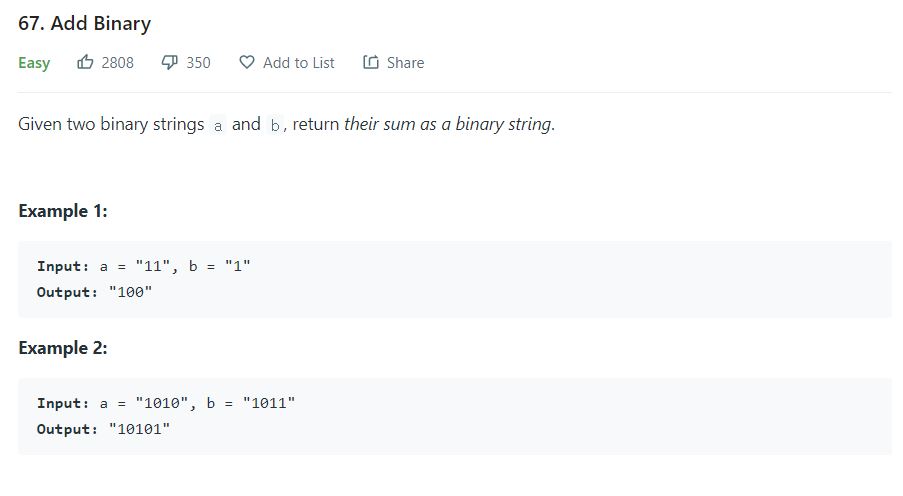 67. Add Binary
Easy 2808 350 Add to List Share
Given two binary strings a and b, return their sum as a binary string.
Example 1:
Input: a = "11", b = "1"
Output: "100"
Example 2:
Input: a = "1010", b = "1011"
Output: "10101"